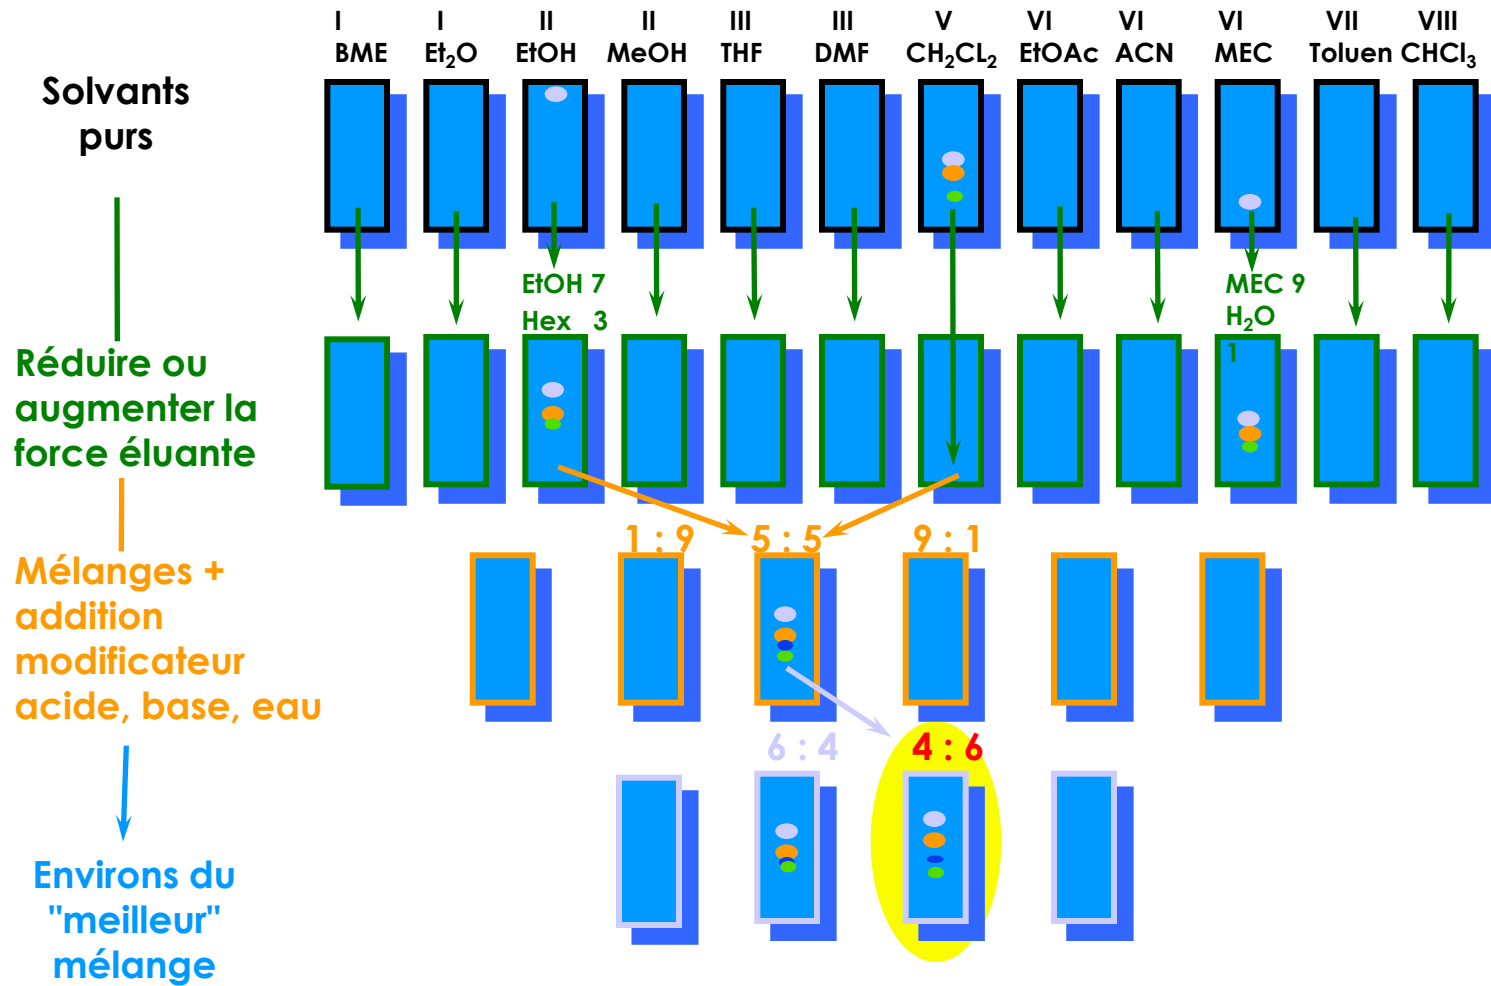 I I II II III III V VI VI VI VII VIII
BME Et₂O EtOH MeOH THF DMF CH₂CL₂ EtOAc ACN MEC Toluen CHCl₃
Solvants
purs
EtOH 7
Hex 3
MEC 9
H₂O
1
Réduire ou
augmenter la
force éluante
1 : 9 5 : 5 9 : 1
Mélanges +
addition
modificateur
acide, base, eau
6 : 4 4 : 6
Environs du
"meilleur"
mélange